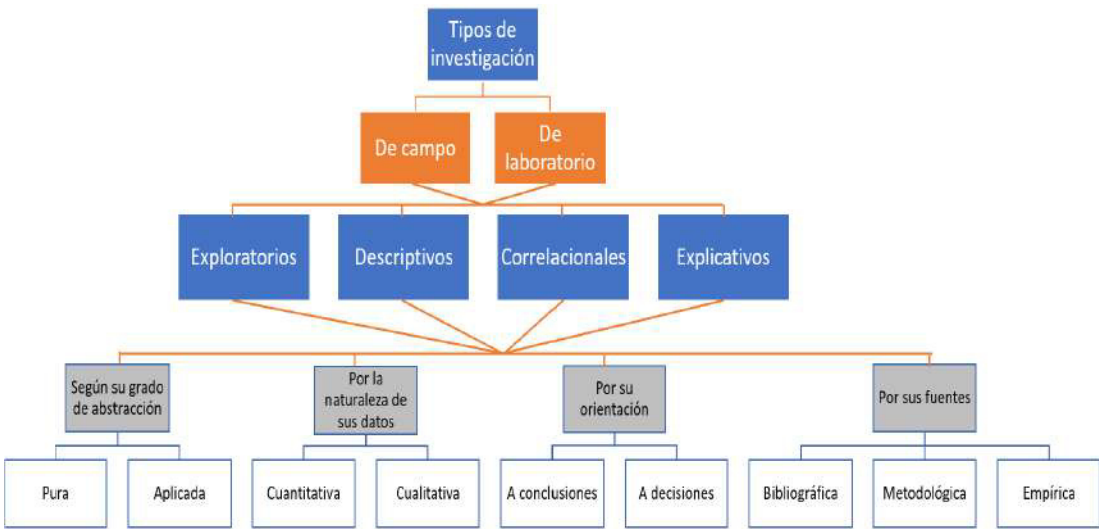 Tipos de
investigación
De campo
De
laboratorio
Exploratorios
Descriptivos
Correlacionales
Explicativos
Según su grado
de abstracción
Por la
naturaleza de
sus datos
Por su
orientación
Por sus fuentes
Pura
Aplicada
Cuantitativa
Cualitativa
A conclusiones
A decisiones
Bibliográfica
Metodológica
Empírica